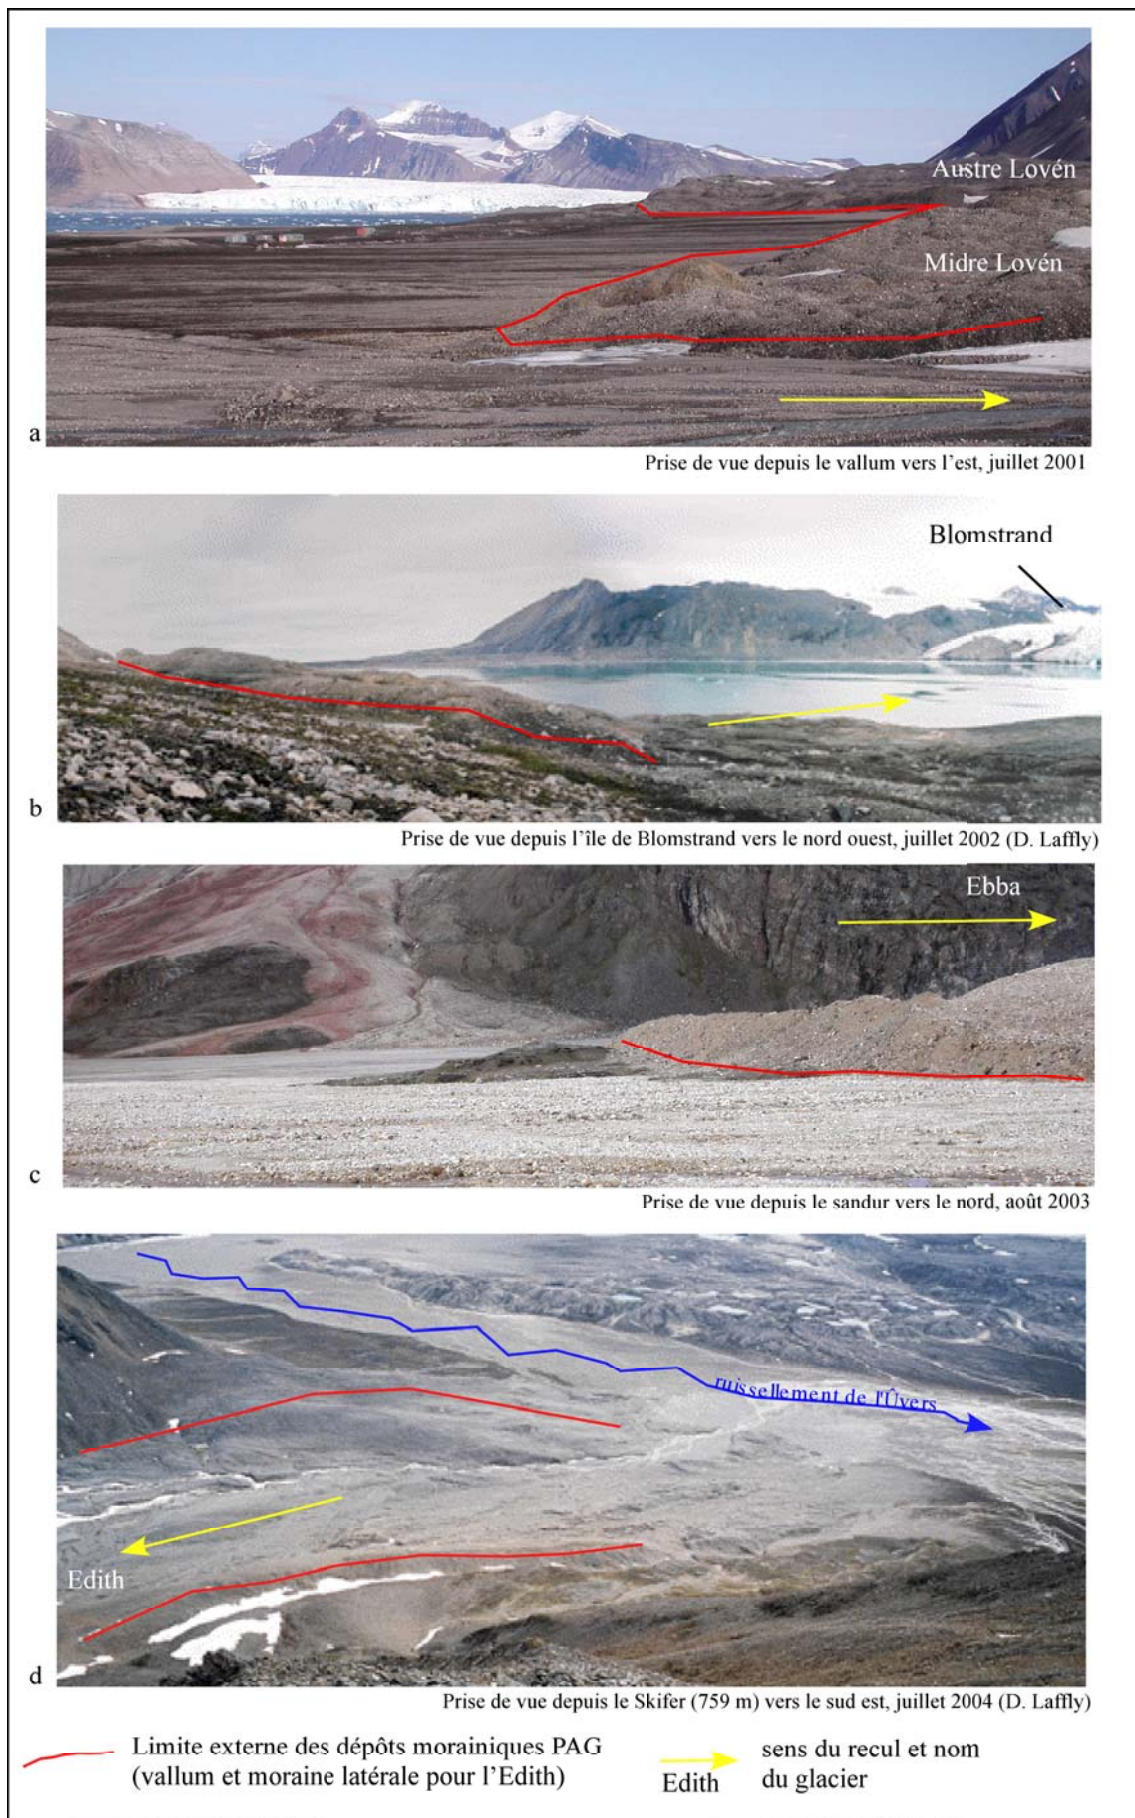 Austre Lovén
Midre Lovén
a
Prise de vue depuis le vallum vers l'est, juillet 2001
Blomstrand
b
Prise de vue depuis l'île de Blomstrand vers le nord ouest, juillet 2002 (D. Laffly)
Ebba
c
Prise de vue depuis le sandur vers le nord, août 2003
ruissellement de l'Ûvers
Edith
d
Prise de vue depuis le Skifer (759 m) vers le sud est, juillet 2004 (D. Laffly)
Limite externe des dépôts morainiques PAG
(vallum et moraine latérale pour l'Edith)
Edith
sens du recul et nom
du glacier